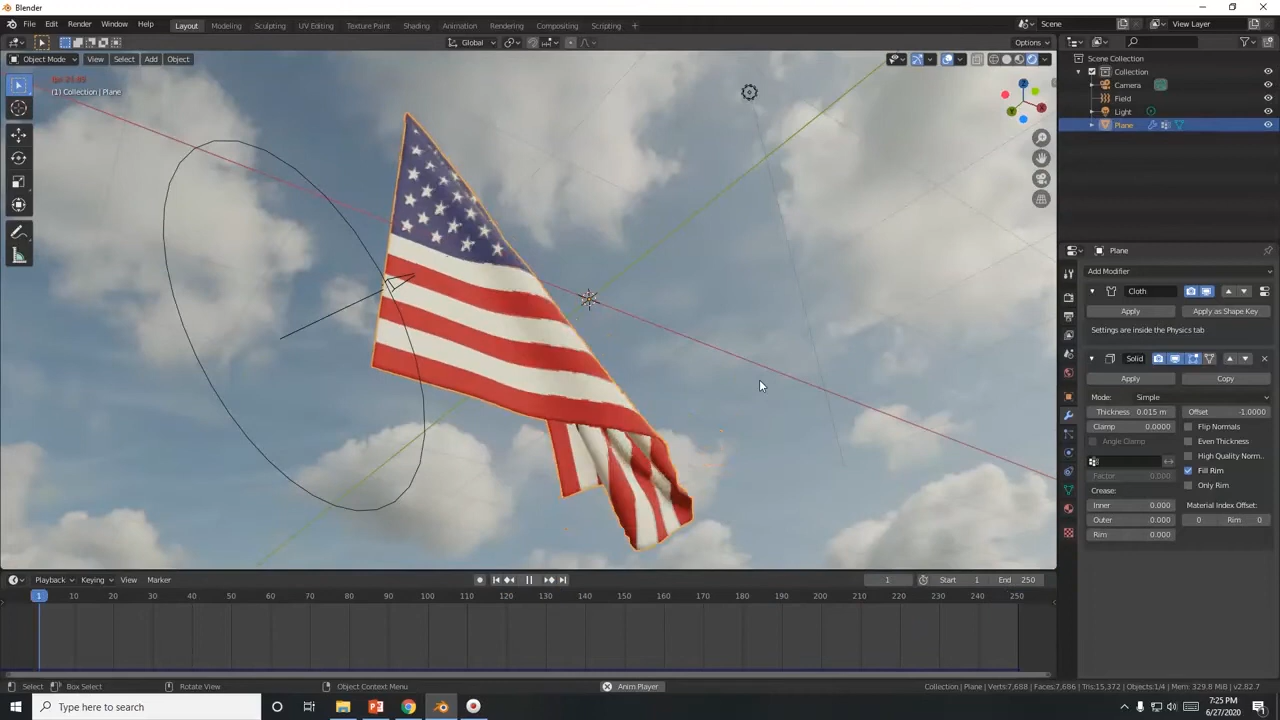 Blender
File Edit Render Window Help Layout Modeling Sculpting UV Editing Texture Paint Shading Animation Rendering Compositing Scripting + Scene View Layer
Global Options
Object Mode View Select Add Object
(1) Collection | Plane
Scene Collection
Collection
Camera
Field
Light
Plane
Plane
Add Modifier
Cloth
Apply Apply as Shape Key
Settings are inside the Physics tab
Solid
Apply Copy
Mode: Simple
Thickness 0.015 m Offset -1.0000
Clamp 0.0000 Flip Normals
Angle Clamp Even Thickness
High Quality Norm..
Fill Rim
Factor 0.000 Only Rim
Crease: Material Index Offset:
Inner 0.000
Outer 0.000 0 Rim 0
Rim 0.000
Playback Keying View Marker 1 Start 1 End 250
1 10 20 30 40 50 60 70 80 90 100 110 120 130 140 150 160 170 180 190 200 210 220 230 240 250
Select Box Select Rotate View Object Context Menu Anim Player Collection | Plane | Verts:7,688 | Faces:7,686 | Tris:15,372 | Objects:1/4 | Mem: 329.8 MiB | v2.82.7
Type here to search
7:25 PM
6/27/2020